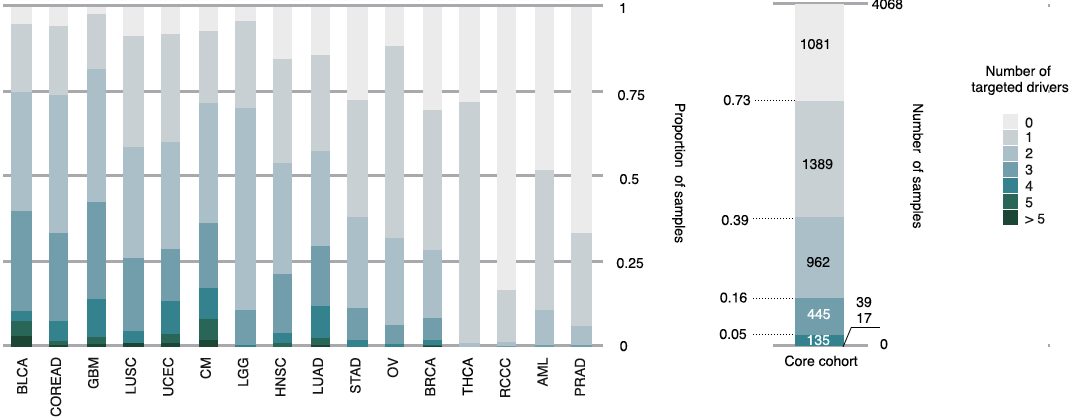 1
0.75
0.5
0.25
0
Proportion of samples
BLCA
COREAD
GBM
LUSC
UCEC
CM
LGG
HNSC
LUAD
STAD
OV
BRCA
THCA
RCCC
AML
PRAD
4068
1081
0.73
1389
0.39
962
0.16
445
39
17
0.05
135
0
Core cohort
Number of samples
Number of
targeted drivers
0
1
2
3
4
5
> 5